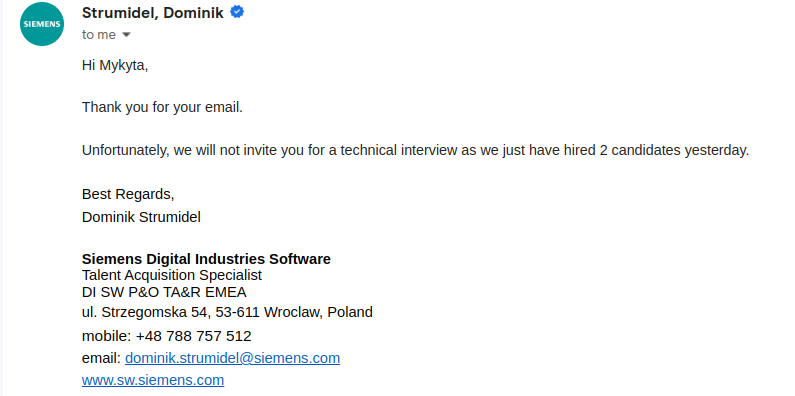 SIEMENS
Strumidel, Dominik
to me
Hi Mykyta,
Thank you for your email.
Unfortunately, we will not invite you for a technical interview as we just have hired 2 candidates yesterday.
Best Regards,
Dominik Strumidel
Siemens Digital Industries Software
Talent Acquisition Specialist
DI SW P&O TA&R EMEA
ul. Strzegomska 54, 53-611 Wroclaw, Poland
mobile: +48 788 757 512
email: dominik.strumidel@siemens.com
www.sw.siemens.com